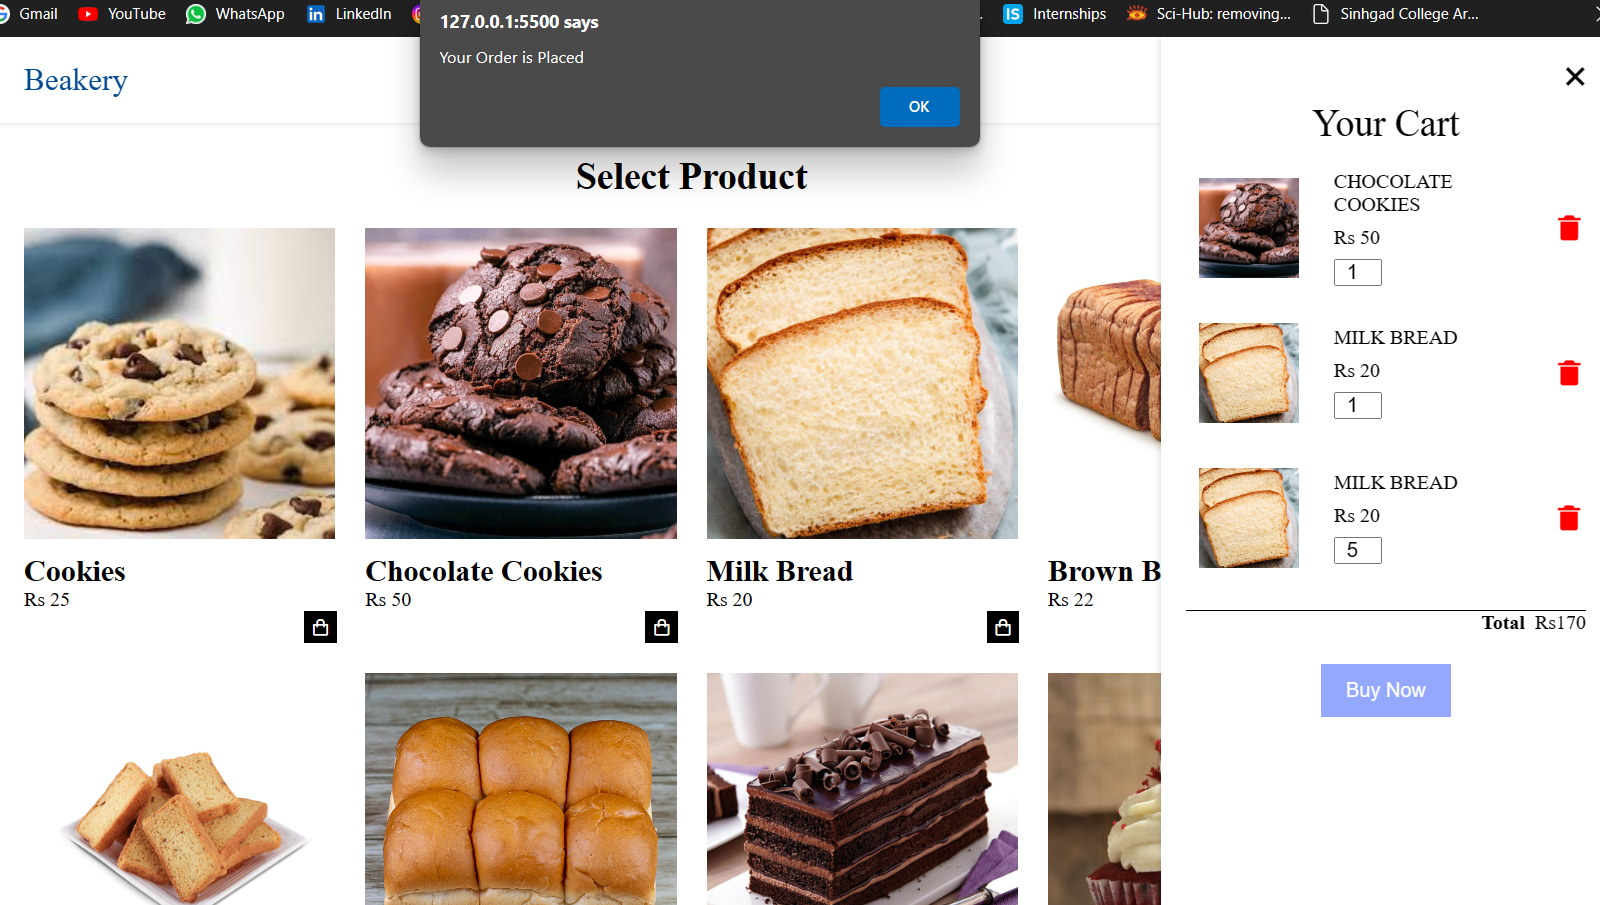 Gmail
YouTube
WhatsApp
LinkedIn
Internships
Sci-Hub: removing...
Sinhgad College Ar...
127.0.0.1:5500 says
Your Order is Placed
OK
Beakery
Select Product
Cookies
Rs 25
Chocolate Cookies
Rs 50
Milk Bread
Rs 20
Brown B
Rs 22
Your Cart
CHOCOLATE
COOKIES
Rs 50
1
MILK BREAD
Rs 20
1
MILK BREAD
Rs 20
5
Total Rs170
Buy Now